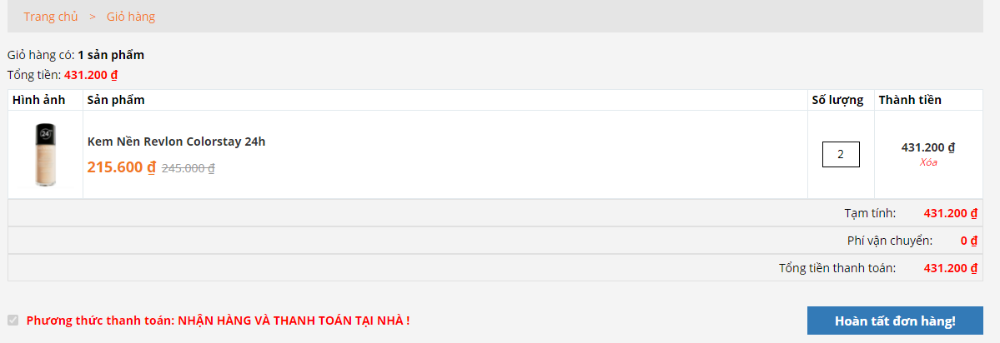 Trang chủ > Giỏ hàng
Giỏ hàng có: 1 sản phẩm
Tổng tiền: 431.200 ₫
Hình ảnh Sản phẩm Số lượng Thành tiền
24
Kem Nền Revlon Colorstay 24h
215.600 ₫ 245.000 ₫
2
431.200 ₫
Xóa
Tạm tính: 431.200 ₫
Phí vận chuyển: 0 ₫
Tổng tiền thanh toán: 431.200 ₫
Phương thức thanh toán: NHẬN HÀNG VÀ THANH TOÁN TẠI NHÀ !
Hoàn tất đơn hàng!